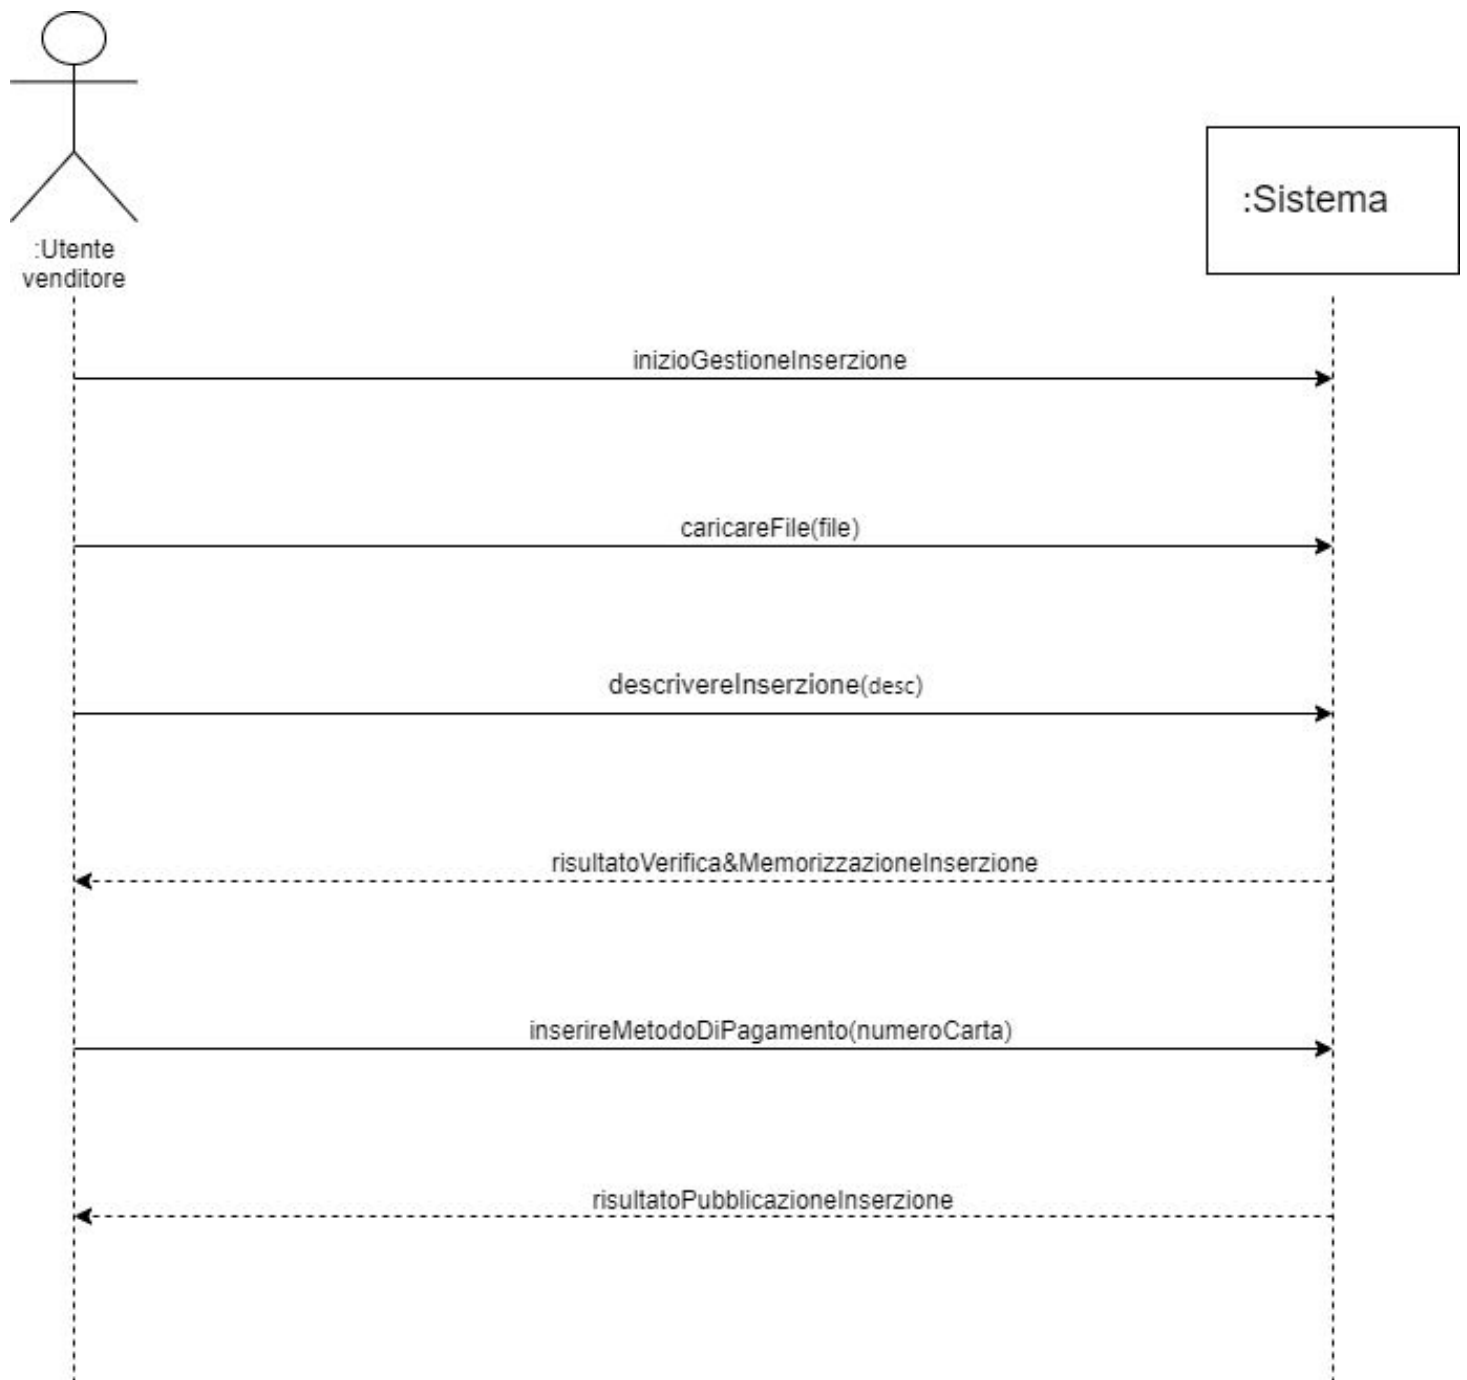 :Utente
venditore
:Sistema
inizioGestioneInserzione
caricareFile(file)
descrivereInserzione(desc)
risultatoVerifica&MemorizzazioneInserzione
inserireMetodoDiPagamento(numeroCarta)
risultatoPubblicazioneInserzione